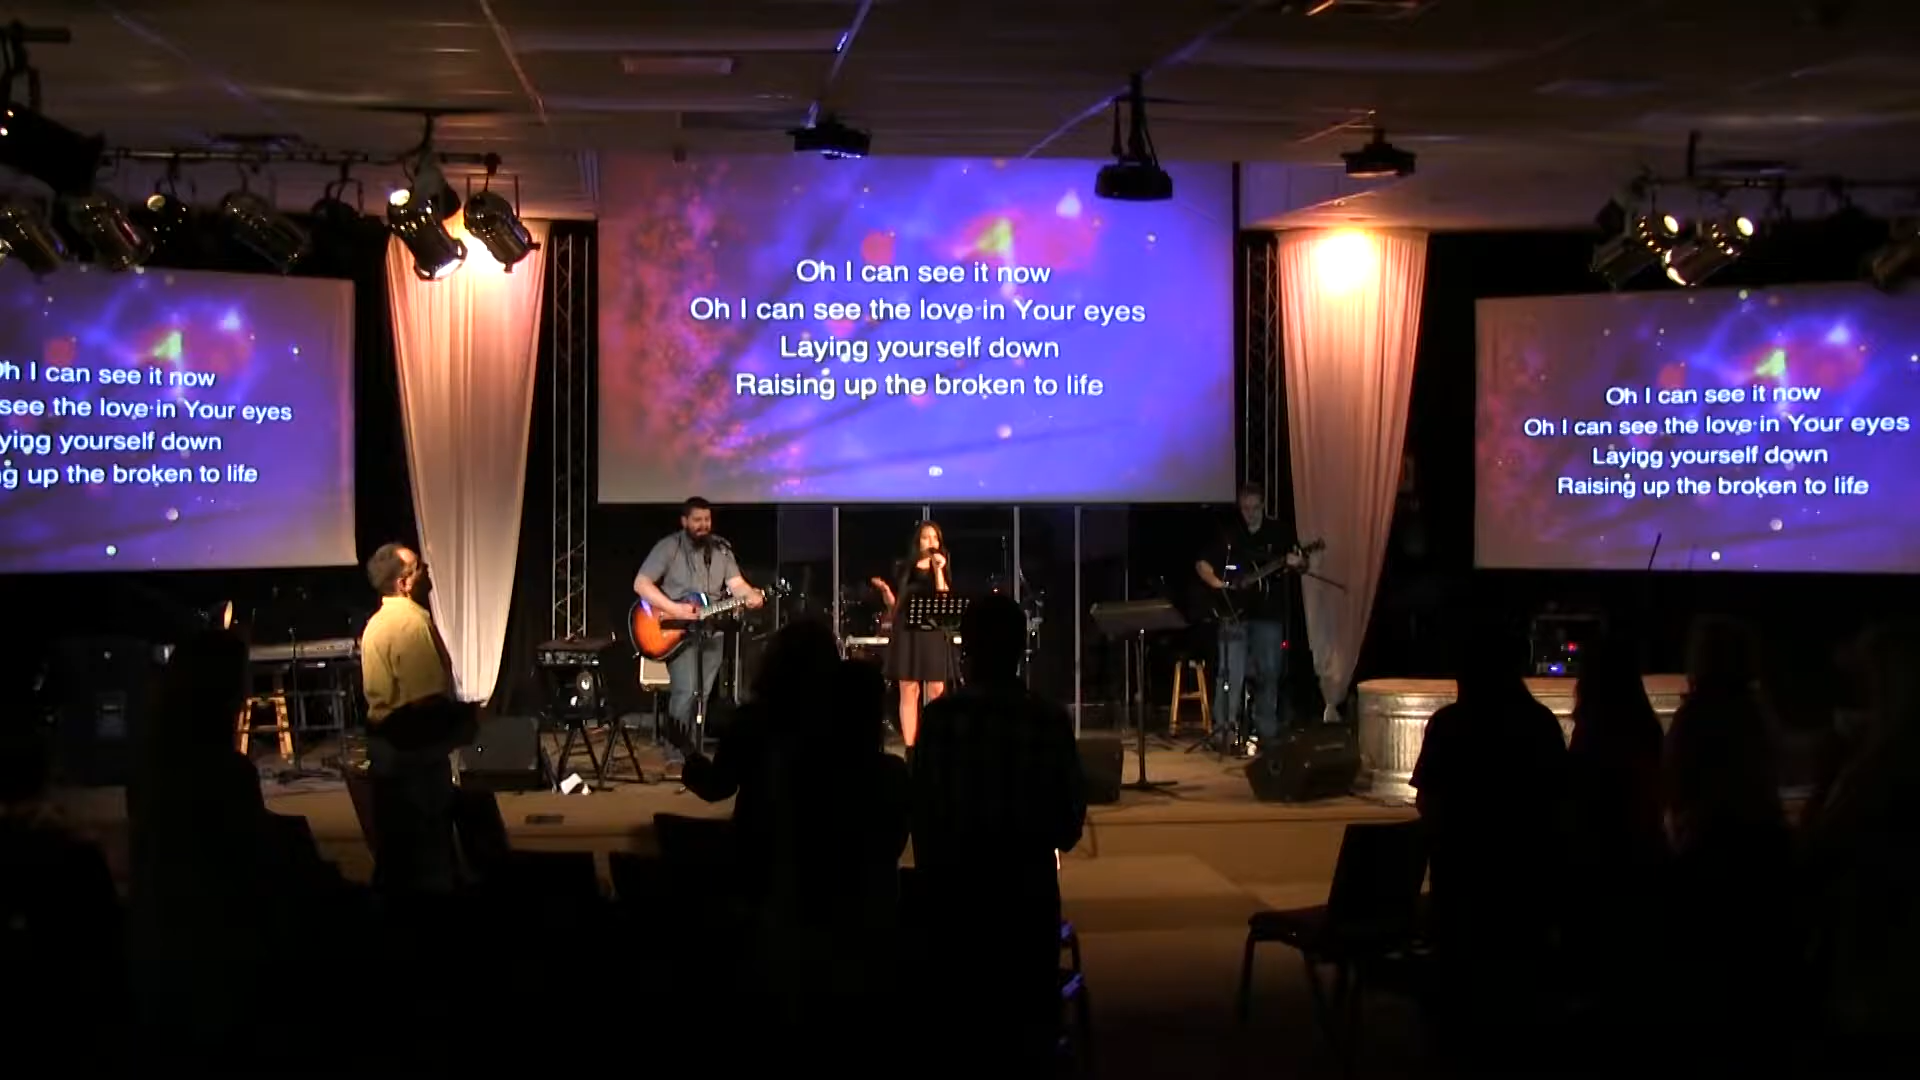 Oh I can see it now
Oh I can see the love in Your eyes
Laying yourself down
Raising up the broken to life
h I can see it now
see the love in Your eyes
ying yourself down
g up the broken to life
Oh I can see it now
Oh I can see the love in Your eyes
Laying yourself down
Raising up the broken to life